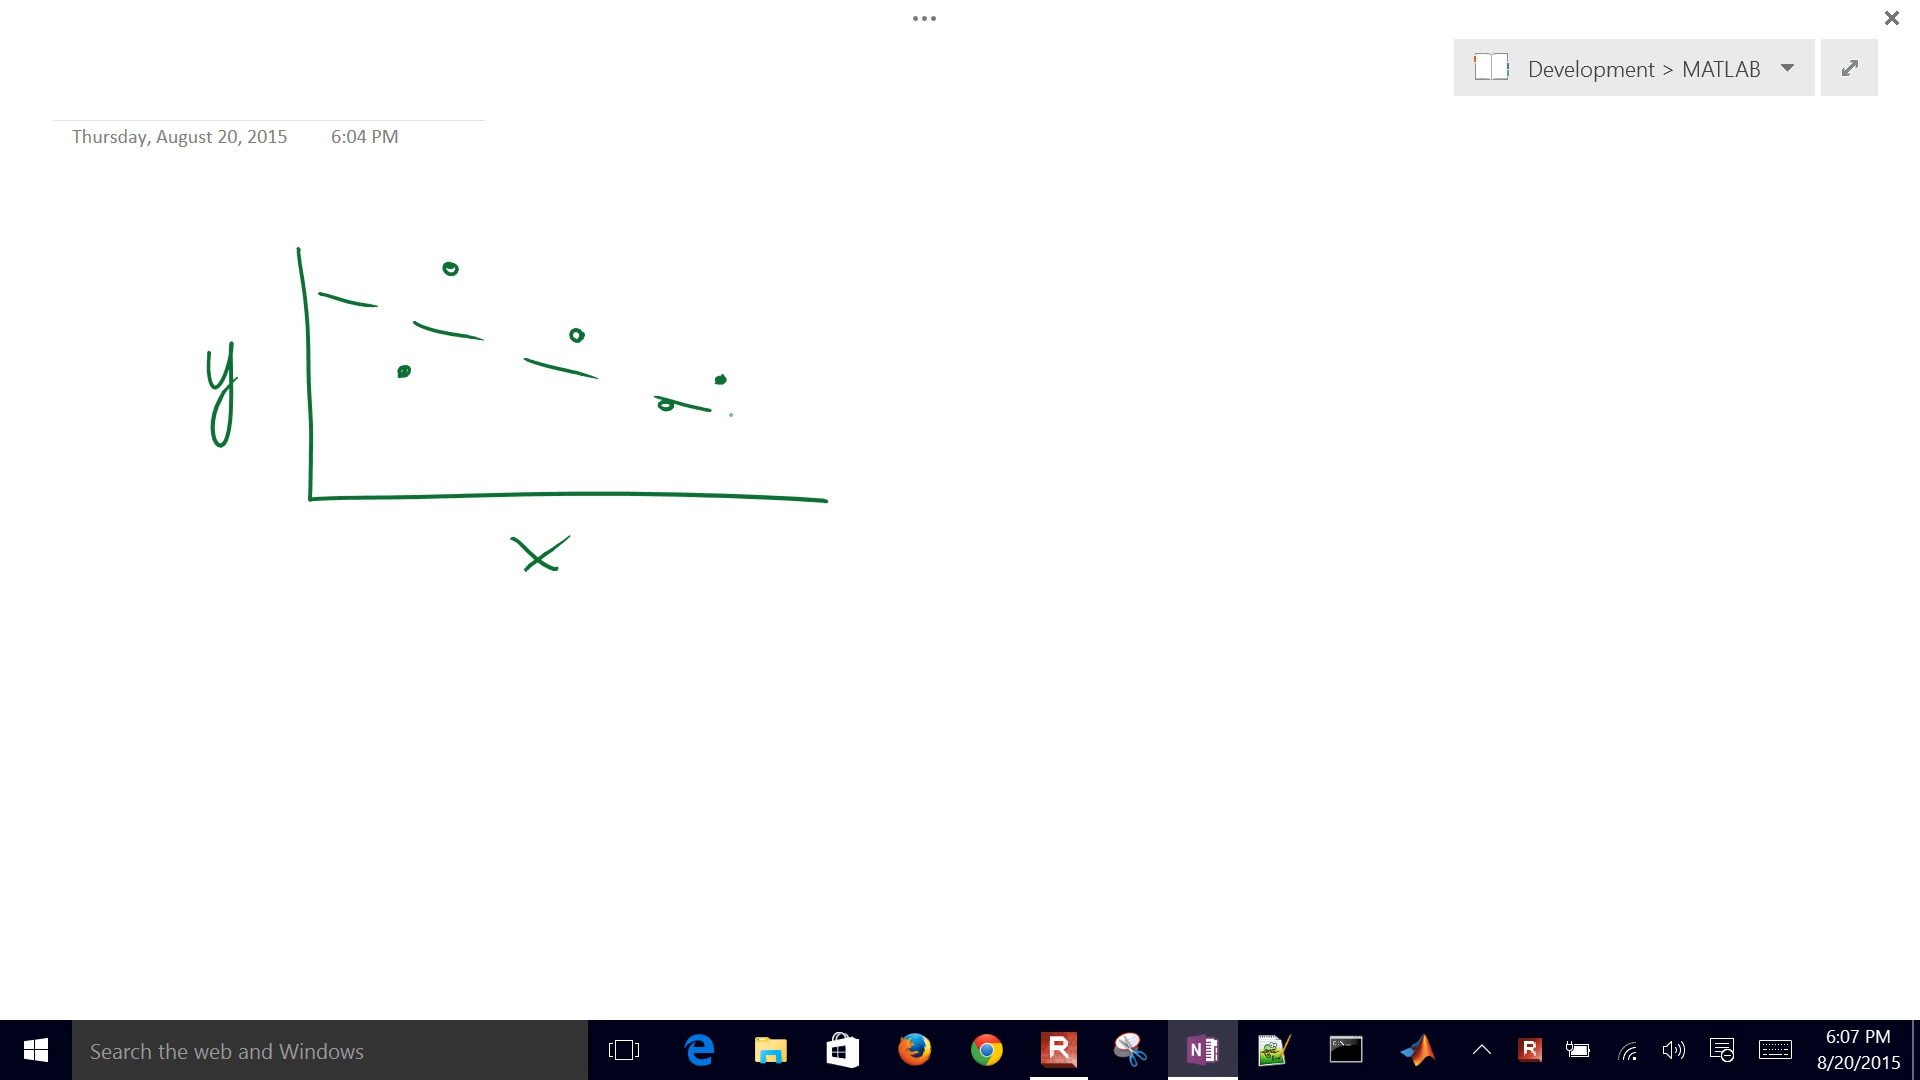 Development > MATLAB
Thursday, August 20, 2015 6:04 PM
y
x
Search the web and Windows
6:07 PM
8/20/2015